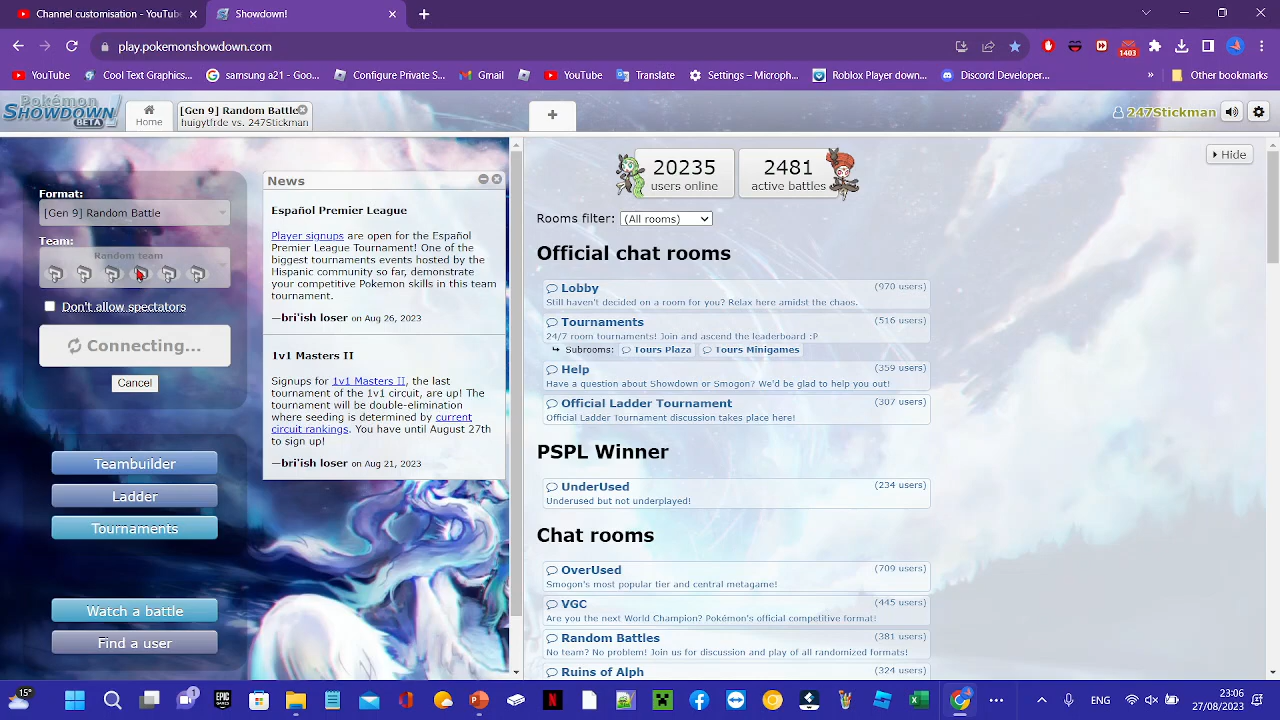 Channel customisation - YouTube
Showdown!
play.pokemonshowdown.com
1403
YouTube
Cool Text Graphics...
samsung a21 - Goo...
Configure Private S...
Gmail
YouTube
Translate
Settings – Microph...
Roblox Player down...
Discord Developer...
»
Other bookmarks
Pokémon
SHOWDOWN
BETA
Home
[Gen 9] Random Battle
huigytfrde vs. 247Stickman
+
247Stickman
20235
users online
2481
active battles
Hide
Format:
[Gen 9] Random Battle
Team:
Random team
Don't allow spectators
Connecting...
Cancel
Teambuilder
Ladder
Tournaments
Watch a battle
Find a user
News
Español Premier League
Player signups are open for the Español
Premier League Tournament! One of the
biggest tournaments events hosted by the
Hispanic community so far, demonstrate
your competitive Pokemon skills in this team
tournament.
—bri'ish loser on Aug 26, 2023
1v1 Masters II
Signups for 1v1 Masters II, the last
tournament of the 1v1 circuit, are up! The
tournament will be double-elimination
where seeding is determined by current
circuit rankings. You have until August 27th
to sign up!
—bri'ish loser on Aug 21, 2023
Rooms filter: (All rooms)
Official chat rooms
Lobby (970 users)
Still haven't decided on a room for you? Relax here amidst the chaos.
Tournaments (516 users)
24/7 room tournaments! Join and ascend the leaderboard :P
Subrooms: Tours Plaza Tours Minigames
Help (359 users)
Have a question about Showdown or Smogon? We'd be glad to help you out!
Official Ladder Tournament (307 users)
Official Ladder Tournament discussion takes place here!
PSPL Winner
UnderUsed (234 users)
Underused but not underplayed!
Chat rooms
OverUsed (709 users)
Smogon's most popular tier and central metagame!
VGC (445 users)
Are you the next World Champion? Pokémon's official competitive format!
Random Battles (381 users)
No team? No problem! Join us for discussion and play of all randomized formats!
Ruins of Alph (324 users)
15°
1
EPIC
GAMES
N
ENG
23:06
27/08/2023